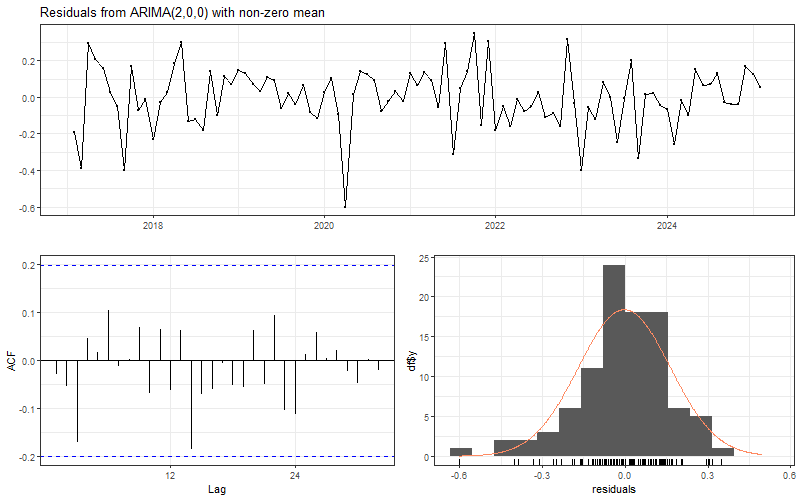 Residuals from ARIMA(2,0,0) with non-zero mean
0.2
0.0
-0.2
-0.4
-0.6
2018 2020 2022 2024
0.2
0.1
0.0
-0.1
-0.2
ACF
12 24
Lag
25
20
15
10
5
0
df$y
-0.6 -0.3 0.0 0.3 0.6
residuals